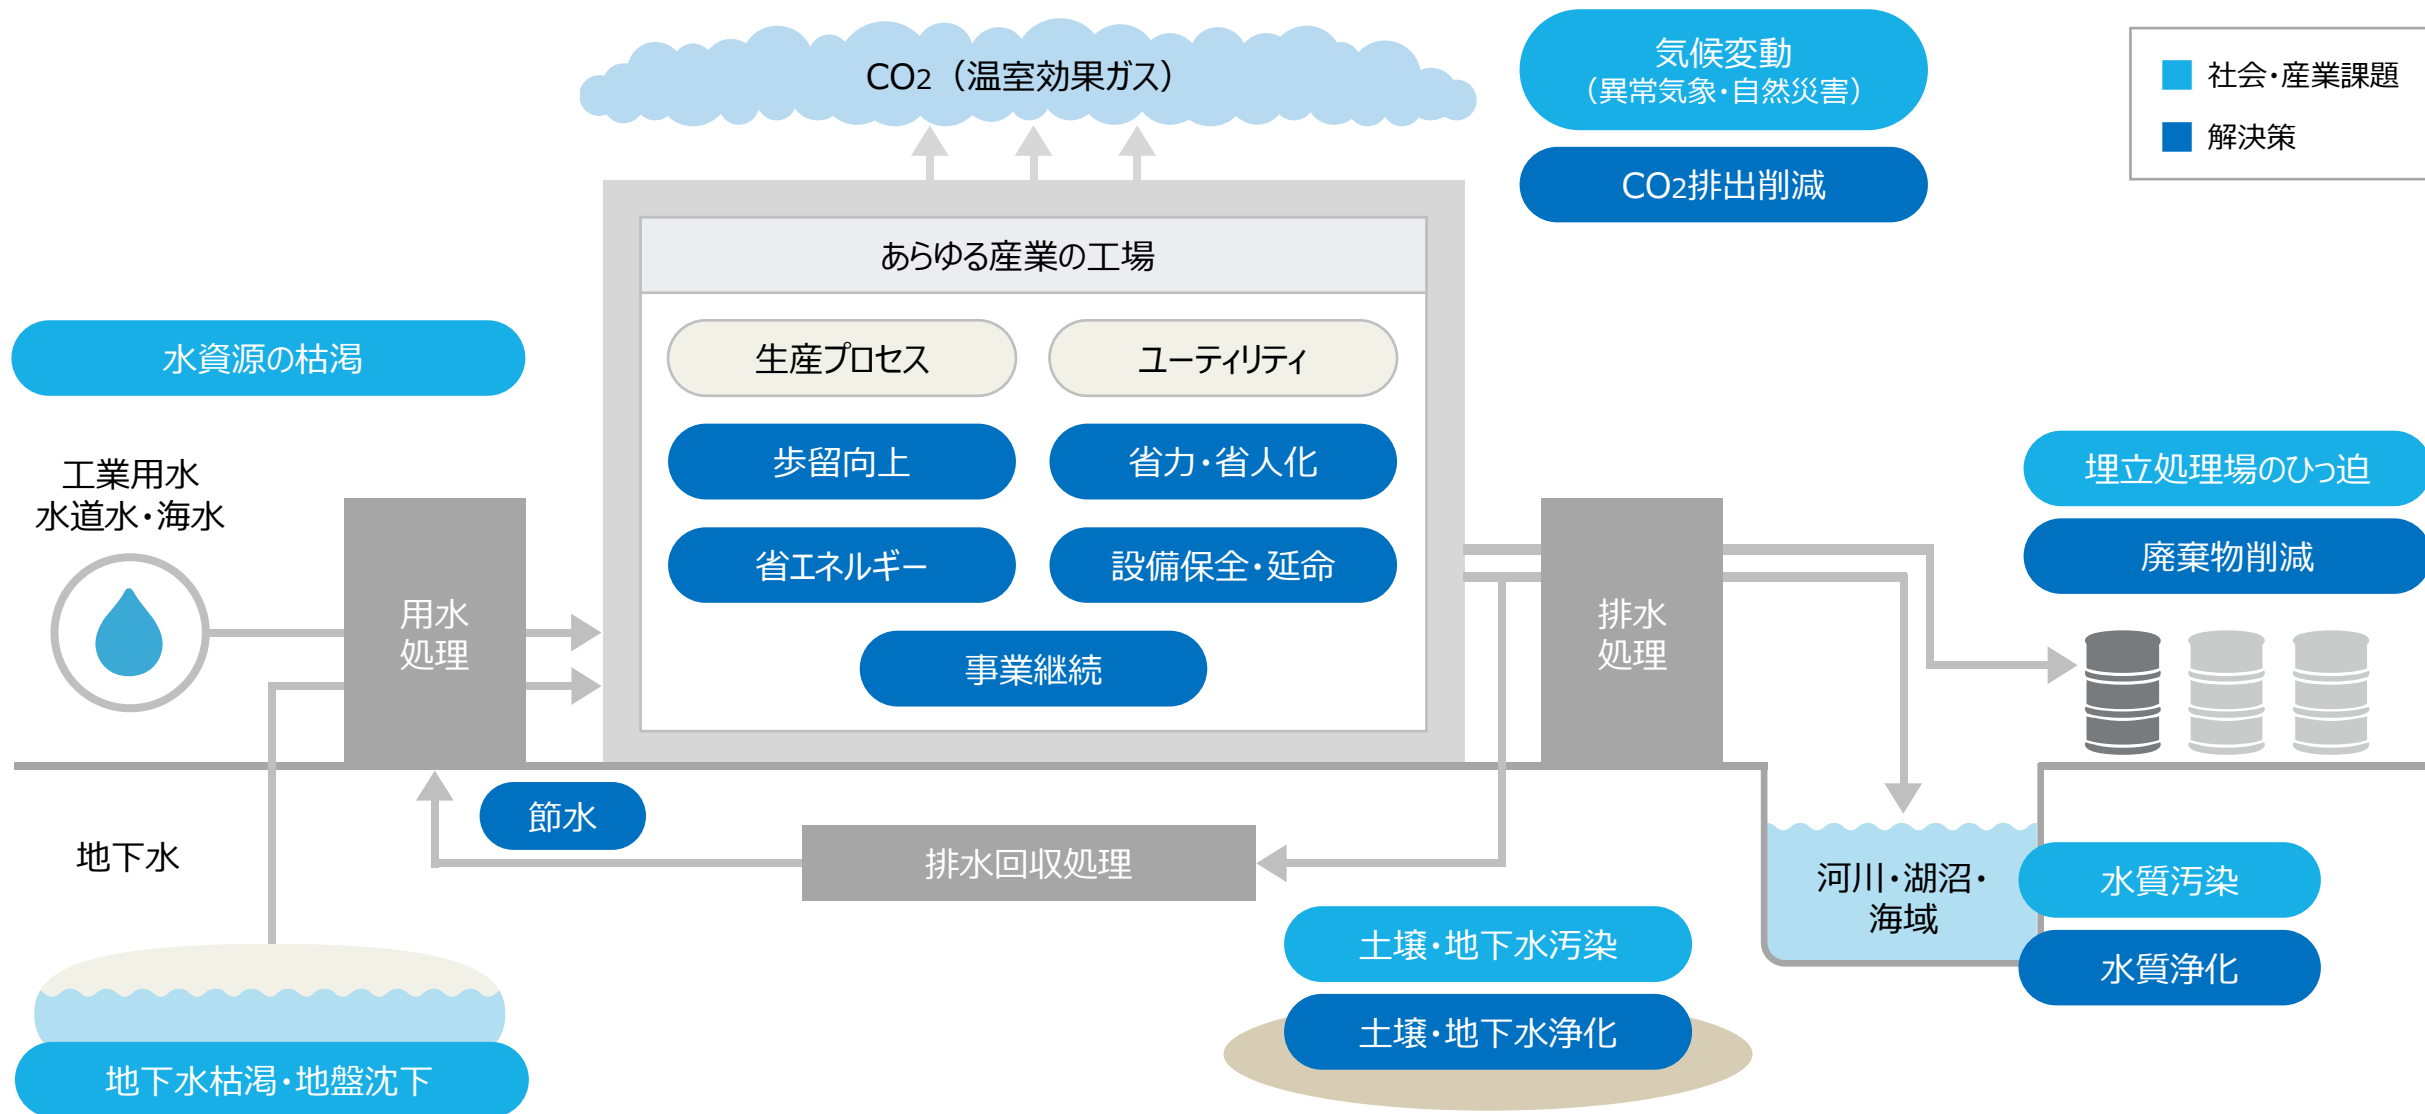 CO2（温室効果ガス）
気候変動
（異常気象・自然災害）
CO2排出削減
社会・産業課題
解決策
あらゆる産業の工場
生産プロセス
ユーティリティ
歩留向上
省力・省人化
省エネルギー
設備保全・延命
事業継続
水資源の枯渇
工業用水
水道水・海水
用水
処理
排水
処理
埋立処理場のひっ迫
廃棄物削減
節水
地下水
排水回収処理
河川・湖沼・
海域
水質汚染
水質浄化
土壌・地下水汚染
土壌・地下水浄化
地下水枯渇・地盤沈下